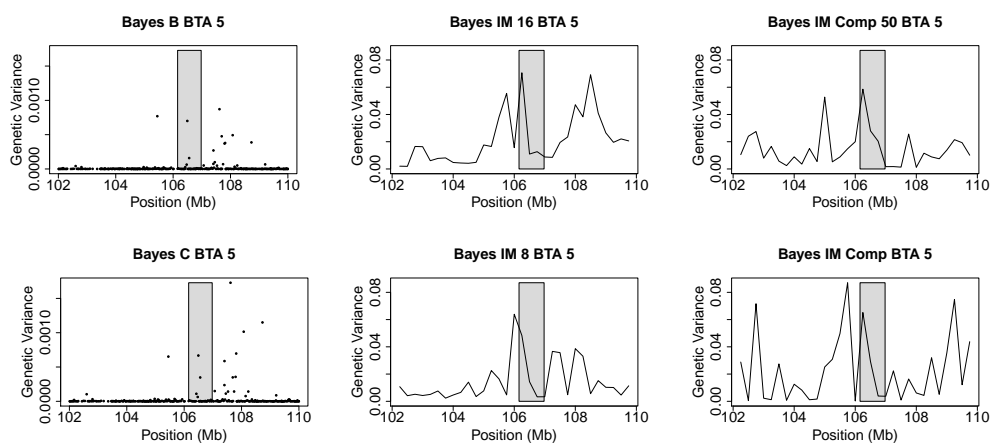 Bayes B BTA 5
Genetic Variance
0.0000 0.0010
102 104 106 108 110
Position (Mb)
Bayes IM 16 BTA 5
Genetic Variance
0.00 0.04 0.08
102 104 106 108 110
Position (Mb)
Bayes IM Comp 50 BTA 5
Genetic Variance
0.00 0.04 0.08
102 104 106 108 110
Position (Mb)
Bayes C BTA 5
Genetic Variance
0.0000 0.0010
102 104 106 108 110
Position (Mb)
Bayes IM 8 BTA 5
Genetic Variance
0.00 0.04 0.08
102 104 106 108 110
Position (Mb)
Bayes IM Comp BTA 5
Genetic Variance
0.00 0.04 0.08
102 104 106 108 110
Position (Mb)